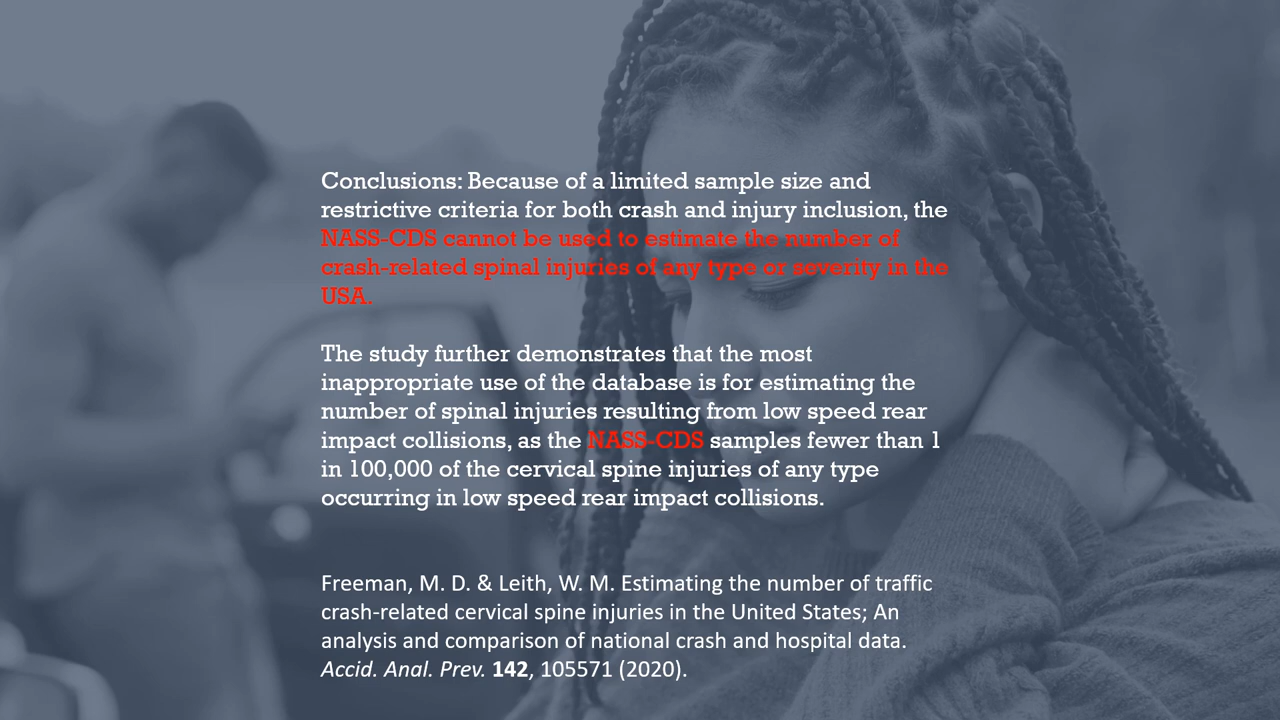 Conclusions: Because of a limited sample size and
restrictive criteria for both crash and injury inclusion, the
NASS-CDS cannot be used to estimate the number of
crash-related spinal injuries of any type or severity in the
USA.
The study further demonstrates that the most
inappropriate use of the database is for estimating the
number of spinal injuries resulting from low speed rear
impact collisions, as the NASS-CDS samples fewer than 1
in 100,000 of the cervical spine injuries of any type
occurring in low speed rear impact collisions.
Freeman, M. D. & Leith, W. M. Estimating the number of traffic
crash-related cervical spine injuries in the United States; An
analysis and comparison of national crash and hospital data.
Accid. Anal. Prev. 142, 105571 (2020).